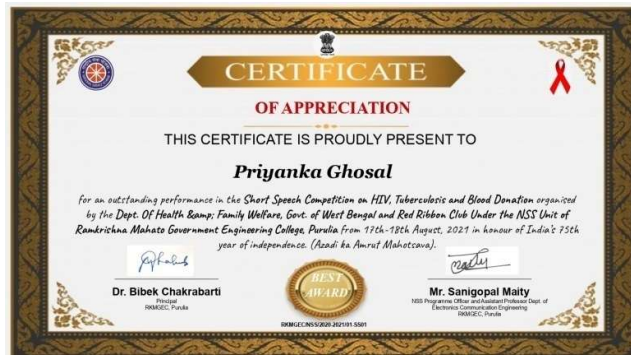 CERTIFICATE
OF APPRECIATION
THIS CERTIFICATE IS PROUDLY PRESENT TO
Priyanka Ghosal
for an outstanding performance in the Short Speech Competition on HIV, Tuberculosis and Blood Donation organised
by the Dept. Of Health &amp; Family Welfare, Govt. of West Bengal and Red Ribbon Club Under the NSS Unit of
Ramkrishna Mahato Government Engineering College, Purulia from 17th-18th August, 2021 in honour of India's 75th
year of independence. (Azadi ka Amrut Mahotsava).
Dr. Bibek Chakrabarti
Principal
RKMGEC, Purulia
BEST
AWARD
RKMGEC/NSS/2020-2021/01-SS01
Mr. Sanigopal Maity
NSS Programme Officer and Assistant Professor Dept. of
Electronics Communication Engineering
RKMGEC, Purulia